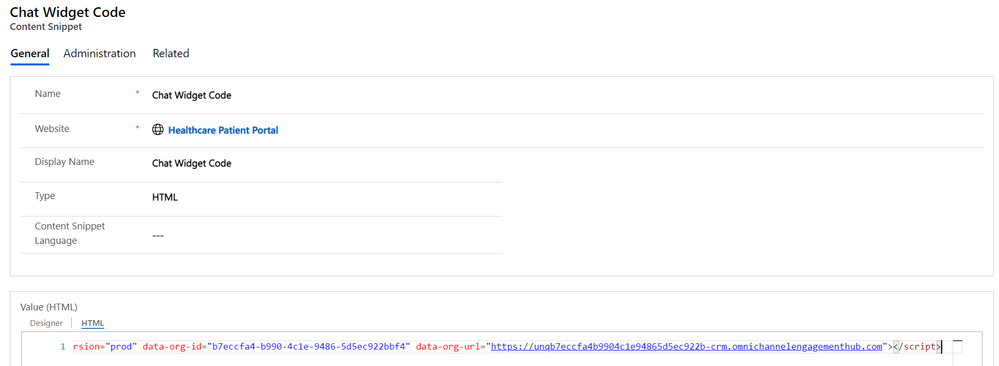 Chat Widget Code
Content Snippet
General Administration Related
Name * Chat Widget Code
Website * Healthcare Patient Portal
Display Name Chat Widget Code
Type HTML
Content Snippet
Language ---
Value (HTML)
Designer HTML
1 rsion="prod" data-org-id="b7eccfa4-b990-4c1e-9486-5d5ec922bbf4" data-org-url="https://unqb7eccfa4b9904c1e94865d5ec922b-crm.omnichannelengagementhub.com"></script>